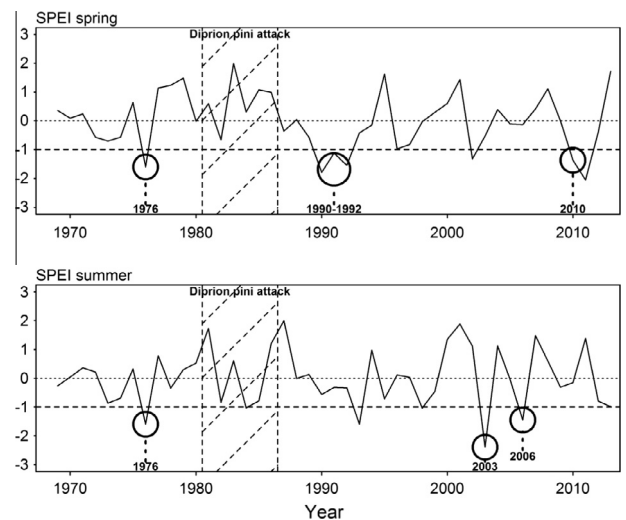 SPEI spring
Diprion pini attack
3
2
1
0
-1
-2
-3
1976
1990-1992
2010
1970 1980 1990 2000 2010
SPEI summer
Diprion pini attack
3
2
1
0
-1
-2
-3
1976
2003
2006
1970 1980 1990 2000 2010
Year